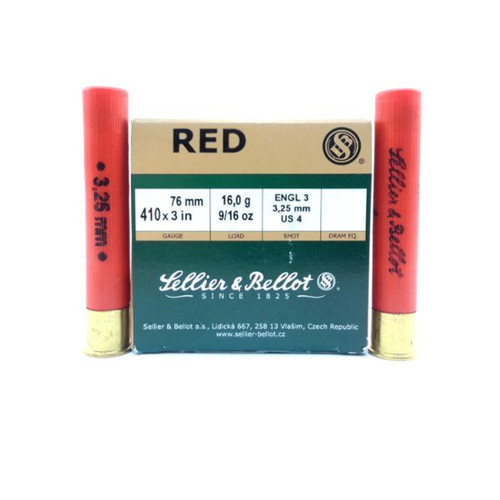 RED
S&B
®
76 mm
410 x 3 in
16,0 g
9/16 oz
ENGL 3
3,25 mm
US 4
GAUGE
LOAD
SHOT
DRAM EQ.
Sellier & Bellot S&B
SINCE 1825
Sellier & Bellot a.s., Lidická 667, 258 13 Vlašim, Czech Republic
www.sellier-bellot.cz
• 3,25 mm •
Sellier & Bellot